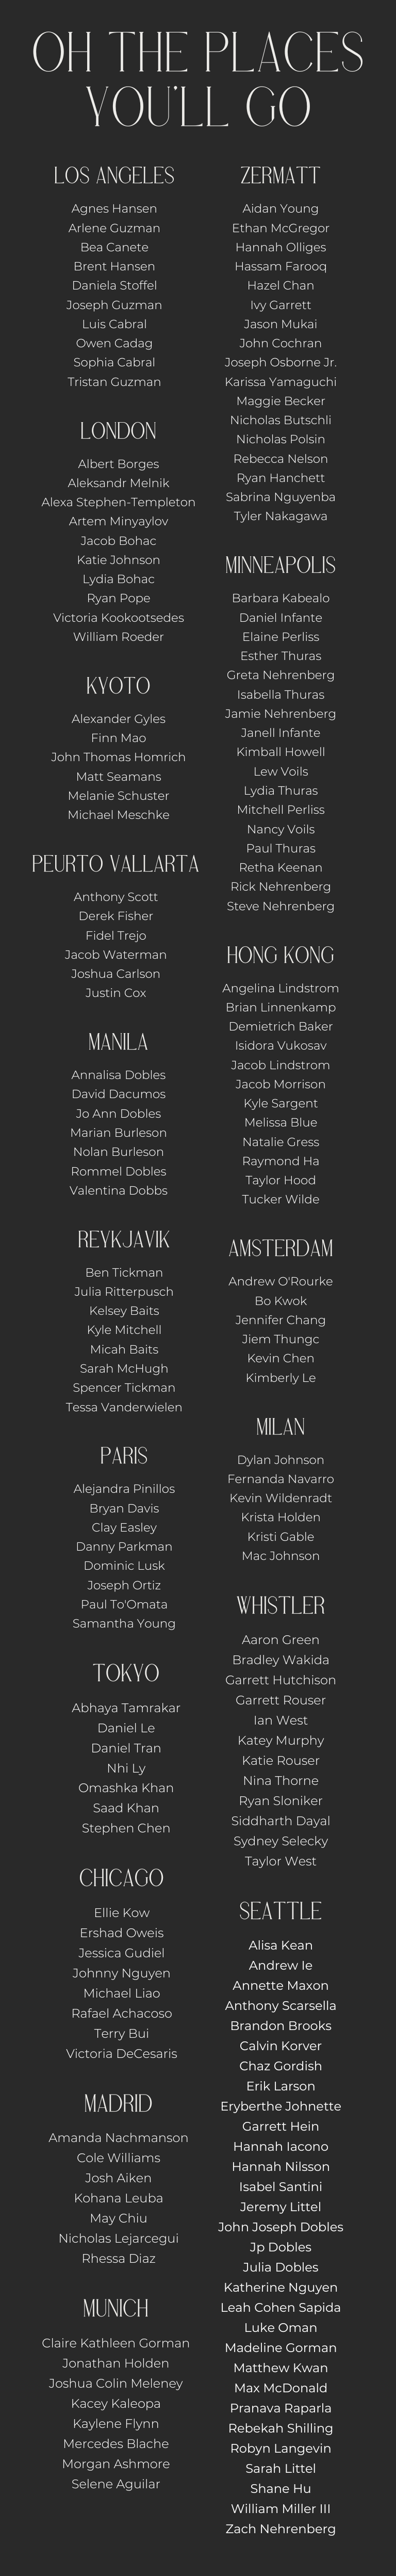 OH THE PLACES
YOU'LL GO
LOS ANGELES
Agnes Hansen
Arlene Guzman
Bea Canete
Brent Hansen
Daniela Stoffel
Joseph Guzman
Luis Cabral
Owen Cadag
Sophia Cabral
Tristan Guzman
LONDON
Albert Borges
Aleksandr Melnik
Alexa Stephen-Templeton
Artem Minyaylov
Jacob Bohac
Katie Johnson
Lydia Bohac
Ryan Pope
Victoria Kookootsedes
William Roeder
KYOTO
Alexander Gyles
Finn Mao
John Thomas Homrich
Matt Seamans
Melanie Schuster
Michael Meschke
PEURTO VALLARTA
Anthony Scott
Derek Fisher
Fidel Trejo
Jacob Waterman
Joshua Carlson
Justin Cox
MANILA
Annalisa Dobles
David Dacumos
Jo Ann Dobles
Marian Burleson
Nolan Burleson
Rommel Dobles
Valentina Dobbs
REYKJAVIK
Ben Tickman
Julia Ritterpusch
Kelsey Baits
Kyle Mitchell
Micah Baits
Sarah McHugh
Spencer Tickman
Tessa Vanderwielen
PARIS
Alejandra Pinillos
Bryan Davis
Clay Easley
Danny Parkman
Dominic Lusk
Joseph Ortiz
Paul To'Omata
Samantha Young
TOKYO
Abhaya Tamrakar
Daniel Le
Daniel Tran
Nhi Ly
Omashka Khan
Saad Khan
Stephen Chen
CHICAGO
Ellie Kow
Ershad Oweis
Jessica Gudiel
Johnny Nguyen
Michael Liao
Rafael Achacoso
Terry Bui
Victoria DeCesaris
MADRID
Amanda Nachmanson
Cole Williams
Josh Aiken
Kohana Leuba
May Chiu
Nicholas Lejarcegui
Rhessa Diaz
MUNICH
Claire Kathleen Gorman
Jonathan Holden
Joshua Colin Meleney
Kacey Kaleopa
Kaylene Flynn
Mercedes Blache
Morgan Ashmore
Selene Aguilar
ZERMATT
Aidan Young
Ethan McGregor
Hannah Olliges
Hassam Farooq
Hazel Chan
Ivy Garrett
Jason Mukai
John Cochran
Joseph Osborne Jr.
Karissa Yamaguchi
Maggie Becker
Nicholas Butschli
Nicholas Polsin
Rebecca Nelson
Ryan Hanchett
Sabrina Nguyenba
Tyler Nakagawa
MINNEAPOLIS
Barbara Kabealo
Daniel Infante
Elaine Perliss
Esther Thuras
Greta Nehrenberg
Isabella Thuras
Jamie Nehrenberg
Janell Infante
Kimball Howell
Lew Voils
Lydia Thuras
Mitchell Perliss
Nancy Voils
Paul Thuras
Retha Keenan
Rick Nehrenberg
Steve Nehrenberg
HONG KONG
Angelina Lindstrom
Brian Linnenkamp
Demietrich Baker
Isidora Vukosav
Jacob Lindstrom
Jacob Morrison
Kyle Sargent
Melissa Blue
Natalie Gress
Raymond Ha
Taylor Hood
Tucker Wilde
AMSTERDAM
Andrew O'Rourke
Bo Kwok
Jennifer Chang
Jiem Thungc
Kevin Chen
Kimberly Le
MILAN
Dylan Johnson
Fernanda Navarro
Kevin Wildenradt
Krista Holden
Kristi Gable
Mac Johnson
WHISTLER
Aaron Green
Bradley Wakida
Garrett Hutchison
Garrett Rouser
Ian West
Katey Murphy
Katie Rouser
Nina Thorne
Ryan Sloniker
Siddharth Dayal
Sydney Selecky
Taylor West
SEATTLE
Alisa Kean
Andrew Ie
Annette Maxon
Anthony Scarsella
Brandon Brooks
Calvin Korver
Chaz Gordish
Erik Larson
Eryberthe Johnette
Garrett Hein
Hannah Iacono
Hannah Nilsson
Isabel Santini
Jeremy Littel
John Joseph Dobles
Jp Dobles
Julia Dobles
Katherine Nguyen
Leah Cohen Sapida
Luke Oman
Madeline Gorman
Matthew Kwan
Max McDonald
Pranava Raparla
Rebekah Shilling
Robyn Langevin
Sarah Littel
Shane Hu
William Miller III
Zach Nehrenberg